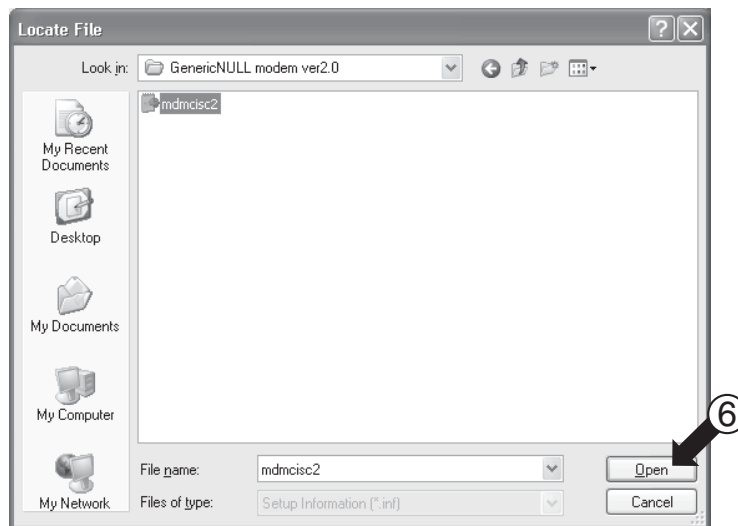 Locate File
Look in:
GenericNULL modem ver2.0
mdmcisc2
My Recent
Documents
Desktop
My Documents
My Computer
My Network
File name:
mdmcisc2
Open
Files of type:
Setup Information (*.inf)
Cancel
⑥